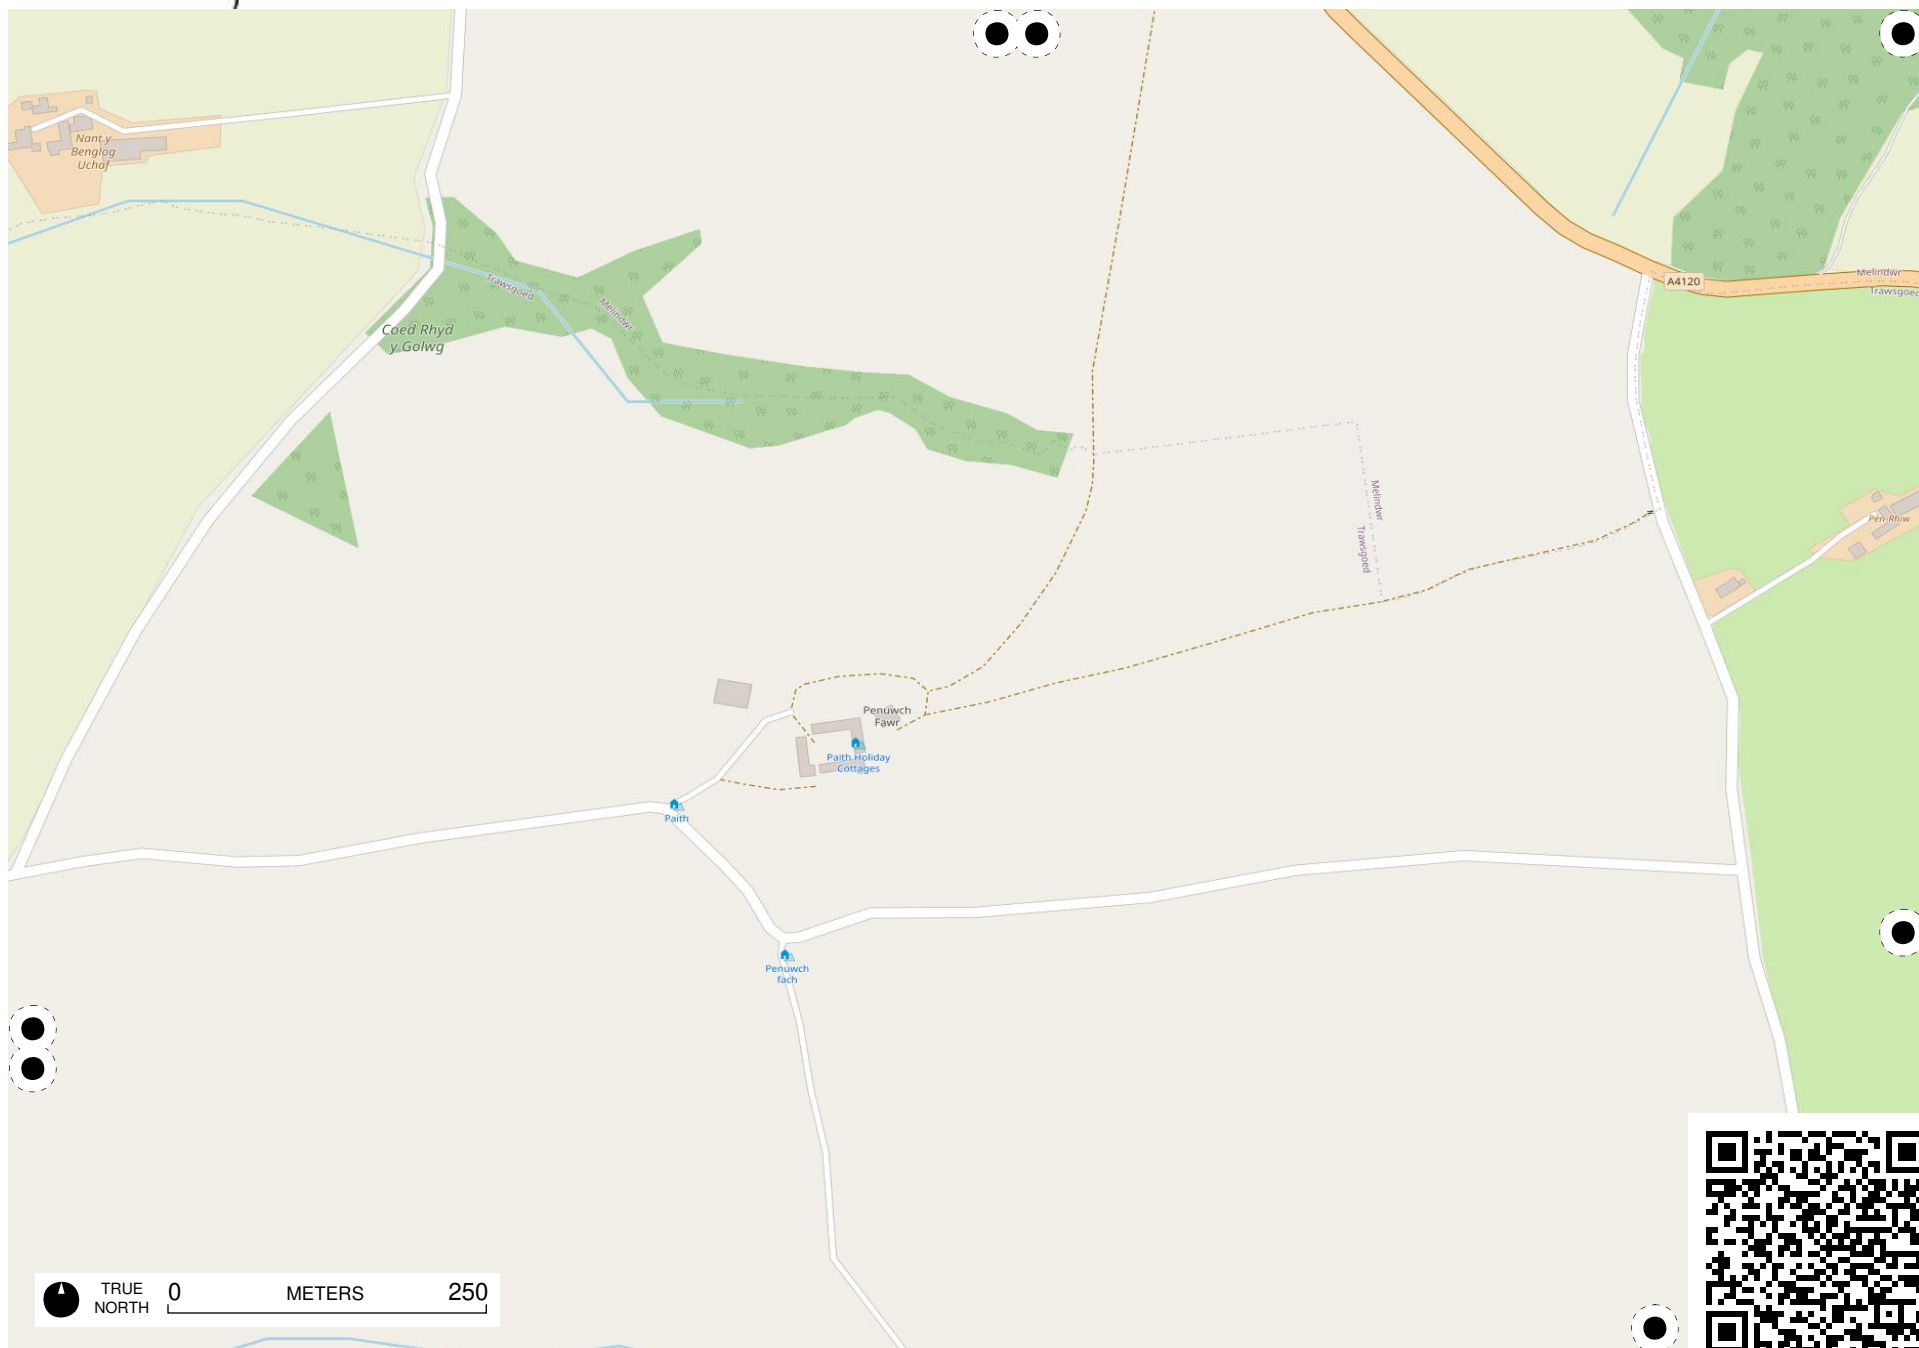 Nant y
Benglog
Uchaf
A4120
Melindwr
Trawsgoed
Trawsgoed
Melindwr
Coed Rhyd
y Golwg
Melindwr
Trawsgoed
Pen-Rhiw
Penuwch
Fawr
Paith Holiday
Cottages
Paith
Penuwch
fach
TRUE
NORTH
0 METERS 250